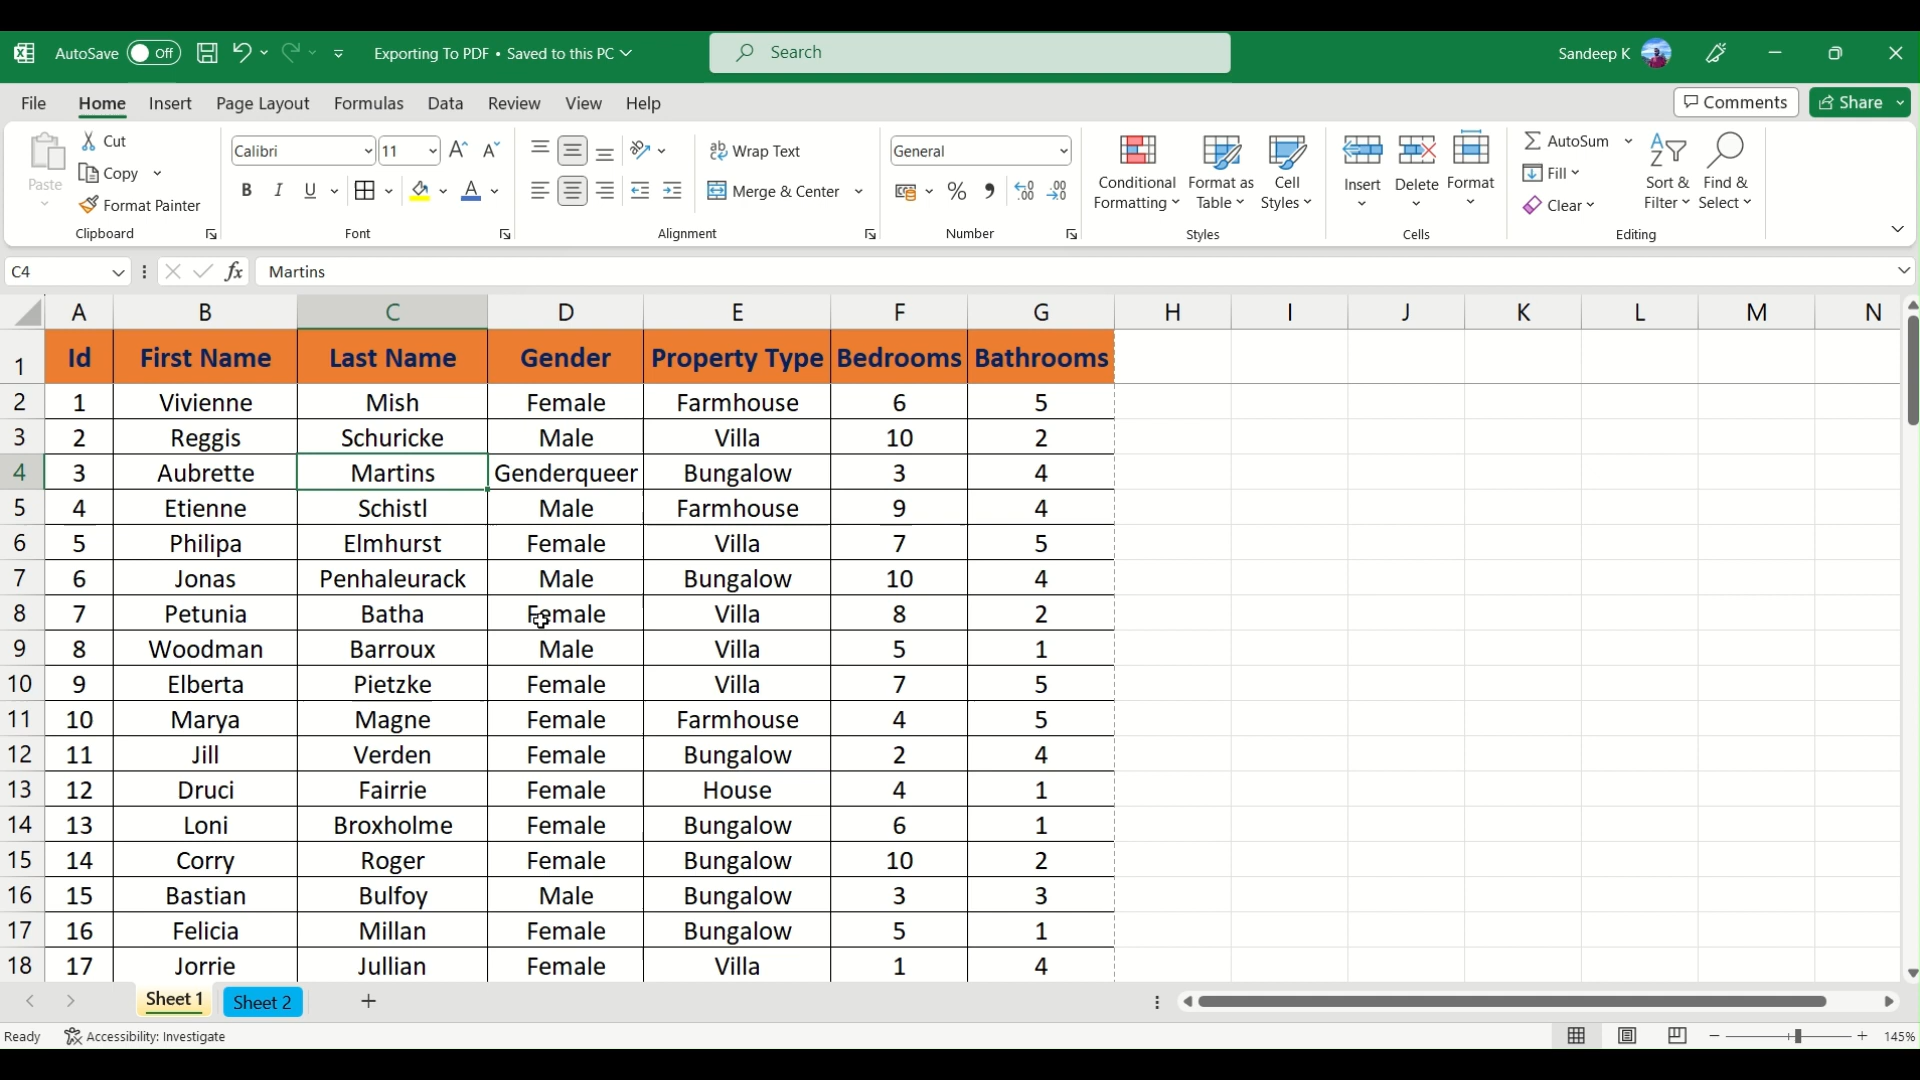 AutoSave Off Exporting To PDF • Saved to this PC Search Sandeep K
File Home Insert Page Layout Formulas Data Review View Help Comments Share
Paste Cut Copy Format Painter Clipboard
Calibri 11 B I U A Font
ab Wrap Text Merge & Center Alignment
General % Number
Conditional Formatting Format as Table Cell Styles Styles
Insert Delete Format Cells
AutoSum Fill Clear Sort & Filter Find & Select Editing
C4 fx Martins
A B C D E F G H I J K L M N
1 Id First Name Last Name Gender Property Type Bedrooms Bathrooms
2 1 Vivienne Mish Female Farmhouse 6 5
3 2 Reggis Schuricke Male Villa 10 2
4 3 Aubrette Martins Genderqueer Bungalow 3 4
5 4 Etienne Schistl Male Farmhouse 9 4
6 5 Philipa Elmhurst Female Villa 7 5
7 6 Jonas Penhaleurack Male Bungalow 10 4
8 7 Petunia Batha Female Villa 8 2
9 8 Woodman Barroux Male Villa 5 1
10 9 Elberta Pietzke Female Villa 7 5
11 10 Marya Magne Female Farmhouse 4 5
12 11 Jill Verden Female Bungalow 2 4
13 12 Druci Fairrie Female House 4 1
14 13 Loni Broxholme Female Bungalow 6 1
15 14 Corry Roger Female Bungalow 10 2
16 15 Bastian Bulfoy Male Bungalow 3 3
17 16 Felicia Millan Female Bungalow 5 1
18 17 Jorrie Jullian Female Villa 1 4
Sheet 1 Sheet 2
Ready Accessibility: Investigate 145%